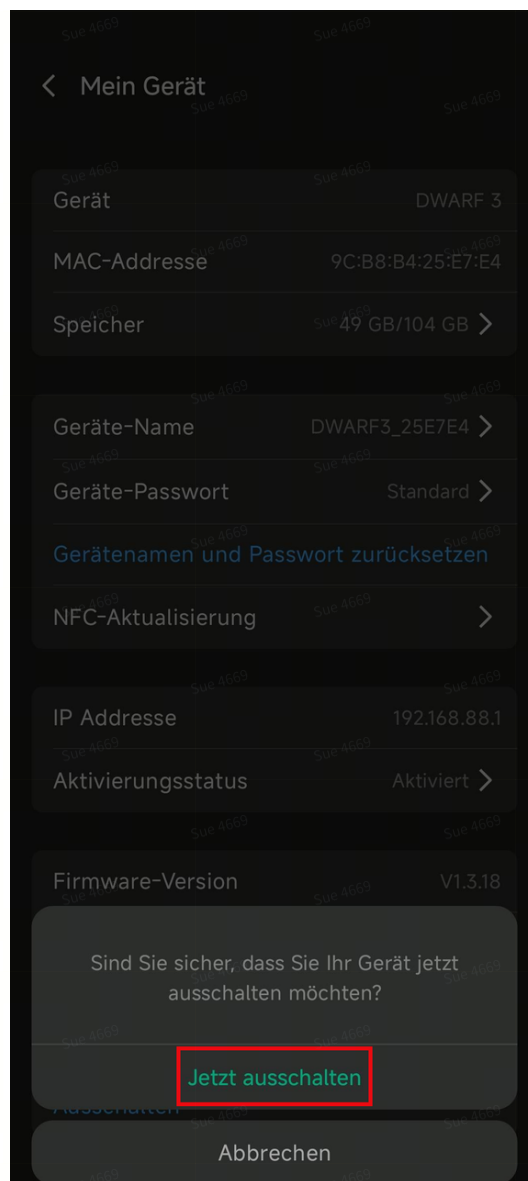 Mein Gerät
Gerät DWARF 3
MAC-Addresse 9C:B8:B4:25:E7:E4
Speicher 49 GB/104 GB
Geräte-Name DWARF3_25E7E4
Geräte-Passwort Standard
Gerätenamen und Passwort zurücksetzen
NFC-Aktualisierung
IP Addresse 192.168.88.1
Aktivierungsstatus Aktiviert
Firmware-Version V1.3.18
Sind Sie sicher, dass Sie Ihr Gerät jetzt
ausschalten möchten?
Jetzt ausschalten
Ausschalten
Abbrechen
Sue 4669